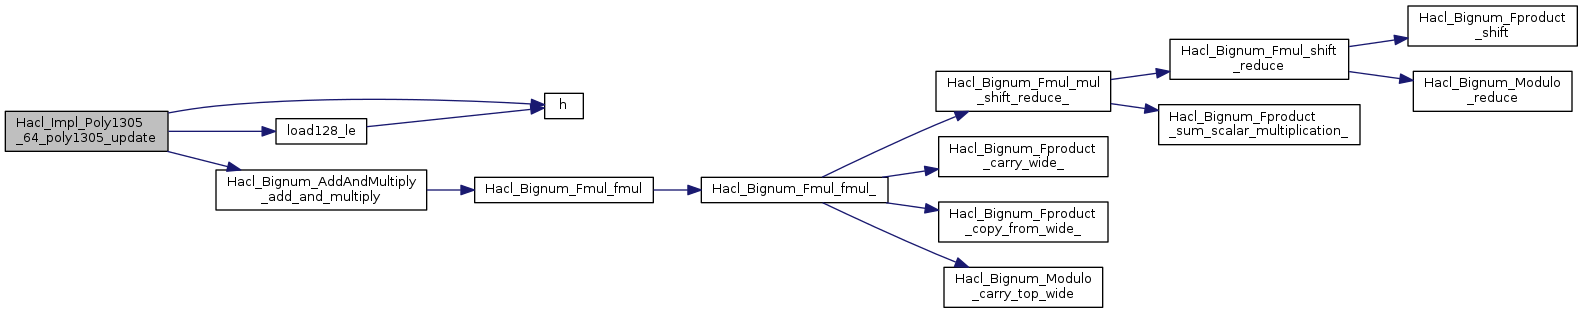 Hacl_Impl_Poly1305
_64_poly1305_update
h
load128_le
Hacl_Bignum_AddAndMultiply
_add_and_multiply
Hacl_Bignum_Fmul_fmul
Hacl_Bignum_Fmul_fmul_
Hacl_Bignum_Fmul_mul
_shift_reduce_
Hacl_Bignum_Fmul_shift
_reduce
Hacl_Bignum_Fproduct
_shift
Hacl_Bignum_Modulo
_reduce
Hacl_Bignum_Fproduct
_sum_scalar_multiplication_
Hacl_Bignum_Fproduct
_carry_wide_
Hacl_Bignum_Fproduct
_copy_from_wide_
Hacl_Bignum_Modulo
_carry_top_wide